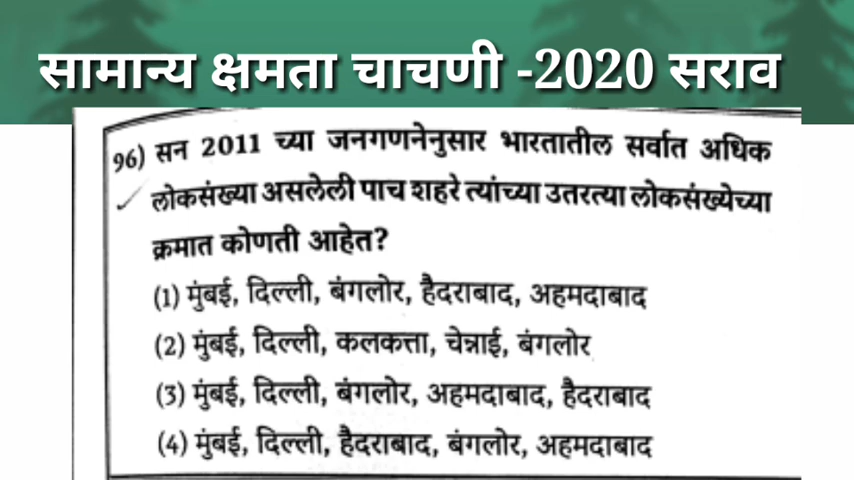 सामान्य क्षमता चाचणी -2020 सराव
96) सन 2011 च्या जनगणनेनुसार भारतातील सर्वात अधिक
लोकसंख्या असलेली पाच शहरे त्यांच्या उतरत्या लोकसंख्येच्या
क्रमात कोणती आहेत?
(1) मुंबई, दिल्ली, बंगलोर, हैदराबाद, अहमदाबाद
(2) मुंबई, दिल्ली, कलकत्ता, चेन्नाई, बंगलोर
(3) मुंबई, दिल्ली, बंगलोर, अहमदाबाद, हैदराबाद
(4) मुंबई, दिल्ली, हैदराबाद, बंगलोर, अहमदाबाद